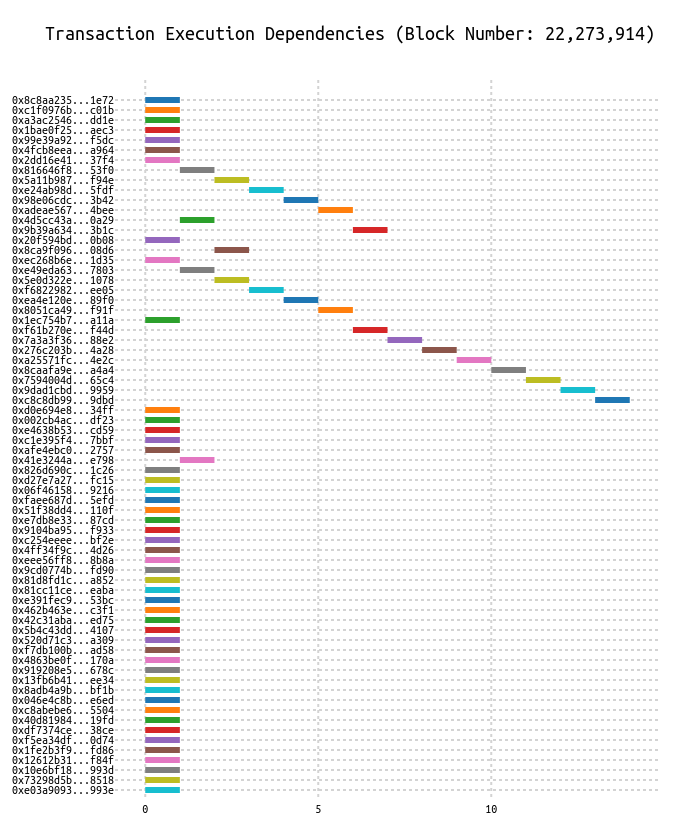 Transaction Execution Dependencies (Block Number: 22,273,914)
0x8c8aa235...1e72
0xc1f0976b...c01b
0xa3ac2546...dd1e
0x1bae0f25...aec3
0x99e39a92...f5dc
0x4fcb8eea...a964
0x2dd16e41...37f4
0x816646f8...53f0
0x5a11b987...f94e
0xe24ab98d...5fdf
0x98e06cdc...3b42
0xadeae567...4bee
0x4d5cc43a...0a29
0x9b39a634...3b1c
0x20f594bd...0b08
0x8ca9f096...08d6
0xec268b6e...1d35
0xe49eda63...7803
0x5e0d322e...1078
0xf6822982...ee05
0xea4e120e...89f0
0x8051ca49...f91f
0x1ec754b7...a11a
0xf61b270e...f44d
0x7a3a3f36...88e2
0x276c203b...4a28
0xa25571fc...4e2c
0x8caafa9e...a4a4
0x7594004d...65c4
0x9dad1cbd...9959
0xc8c8db99...9dbd
0xd0e694e8...34ff
0x002cb4ac...df23
0xe4638b53...cd59
0xc1e395f4...7bbf
0xafe4ebc0...2757
0x41e3244a...e798
0x826d690c...1c26
0xd27e7a27...fc15
0x06f46158...9216
0xfaee687d...5efd
0x51f38dd4...110f
0xe7db8e33...87cd
0x9104ba95...f933
0xc254eeee...bf2e
0x4ff34f9c...4d26
0xeee56ff8...8b8a
0x9cd0774b...fd90
0x81d8fd1c...a852
0x81cc11ce...eaba
0xe391fec9...53bc
0x462b463e...c3f1
0x42c31aba...ed75
0x5b4c43dd...4107
0x520d71c3...a309
0xf7db100b...ad58
0x4863be0f...170a
0x919208e5...678c
0x13fb6b41...ee34
0x8adb4a9b...bf1b
0x046e4c8b...e6ed
0xc8abebe6...5504
0x40d81984...19fd
0xdf7374ce...38ce
0xf5ea34df...0d74
0x1fe2b3f9...fd86
0x12612b31...f84f
0x10e6bf18...993d
0x73298d5b...8518
0xe03a9093...993e
0 5 10